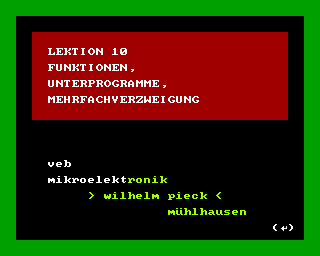 LEKTION 10
FUNKTIONEN,
UNTERPROGRAMME,
MEHRFACHVERZWEIGUNG
veb
mikroelektronik
> wilhelm pieck <
mühlhausen
(↵)